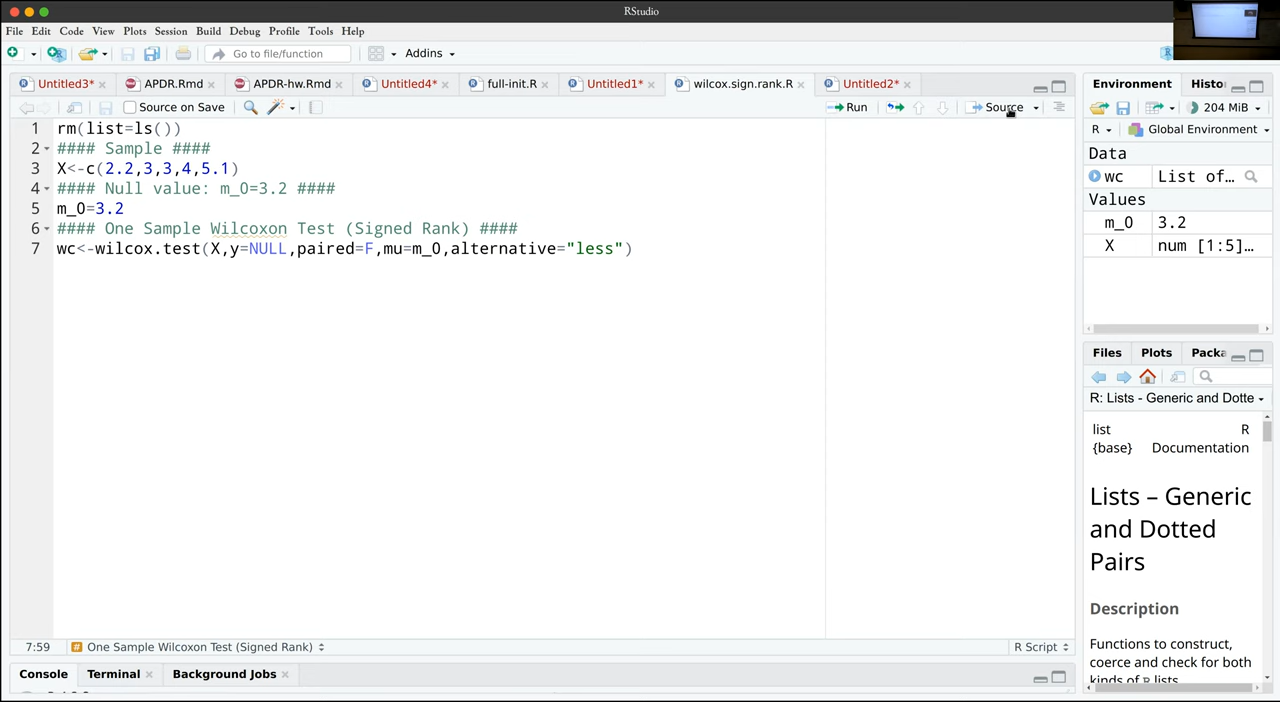 RStudio
File Edit Code View Plots Session Build Debug Profile Tools Help
Go to file/function Addins
Untitled3* APDR.Rmd APDR-hw.Rmd Untitled4* full-init.R Untitled1* wilcox.sign.rank.R Untitled2*
Source on Save Run Source
1 rm(list=ls())
2 #### Sample ####
3 X<-c(2.2,3,3,4,5.1)
4 #### Null value: m_0=3.2 ####
5 m_0=3.2
6 #### One Sample Wilcoxon Test (Signed Rank) ####
7 wc<-wilcox.test(X,y=NULL,paired=F,mu=m_0,alternative="less")
7:59 One Sample Wilcoxon Test (Signed Rank) R Script
Console Terminal Background Jobs
Environment Histo
204 MiB
R Global Environment
Data
wc List of…
Values
m_0 3.2
X num [1:5]…
Files Plots Packa
R: Lists - Generic and Dotte
list R
{base} Documentation
Lists – Generic
and Dotted
Pairs
Description
Functions to construct,
coerce and check for both
kinds of R lists